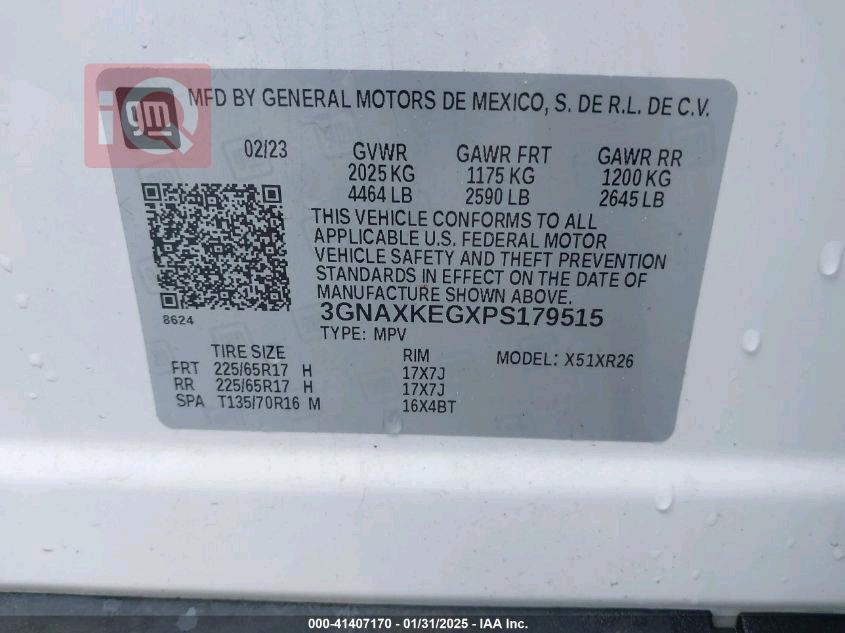 iQ
gm
MFD BY GENERAL MOTORS DE MEXICO, S. DE R.L. DE C.V.
02/23 GVWR GAWR FRT GAWR RR
2025 KG 1175 KG 1200 KG
4464 LB 2590 LB 2645 LB
THIS VEHICLE CONFORMS TO ALL
APPLICABLE U.S. FEDERAL MOTOR
VEHICLE SAFETY AND THEFT PREVENTION
STANDARDS IN EFFECT ON THE DATE OF
MANUFACTURE SHOWN ABOVE.
8624
3GNAXKEGXPS179515
TYPE: MPV
TIRE SIZE RIM MODEL: X51XR26
FRT 225/65R17 H 17X7J
RR 225/65R17 H 17X7J
SPA T135/70R16 M 16X4BT
000-41407170 - 01/31/2025 - IAA Inc.